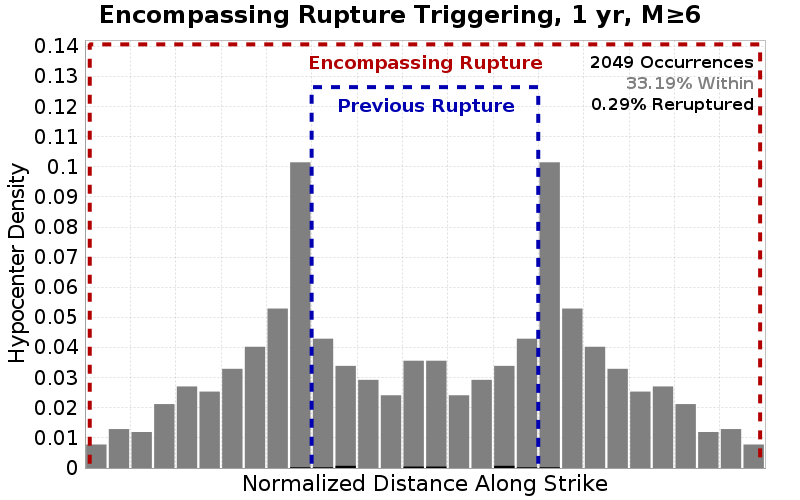 Encompassing Rupture Triggering, 1 yr, M≥6
0.14
0.13
0.12
0.11
0.1
0.09
0.08
0.07
0.06
0.05
0.04
0.03
0.02
0.01
0
Hypocenter Density
Encompassing Rupture
Previous Rupture
2049 Occurrences
33.19% Within
0.29% Reruptured
Normalized Distance Along Strike